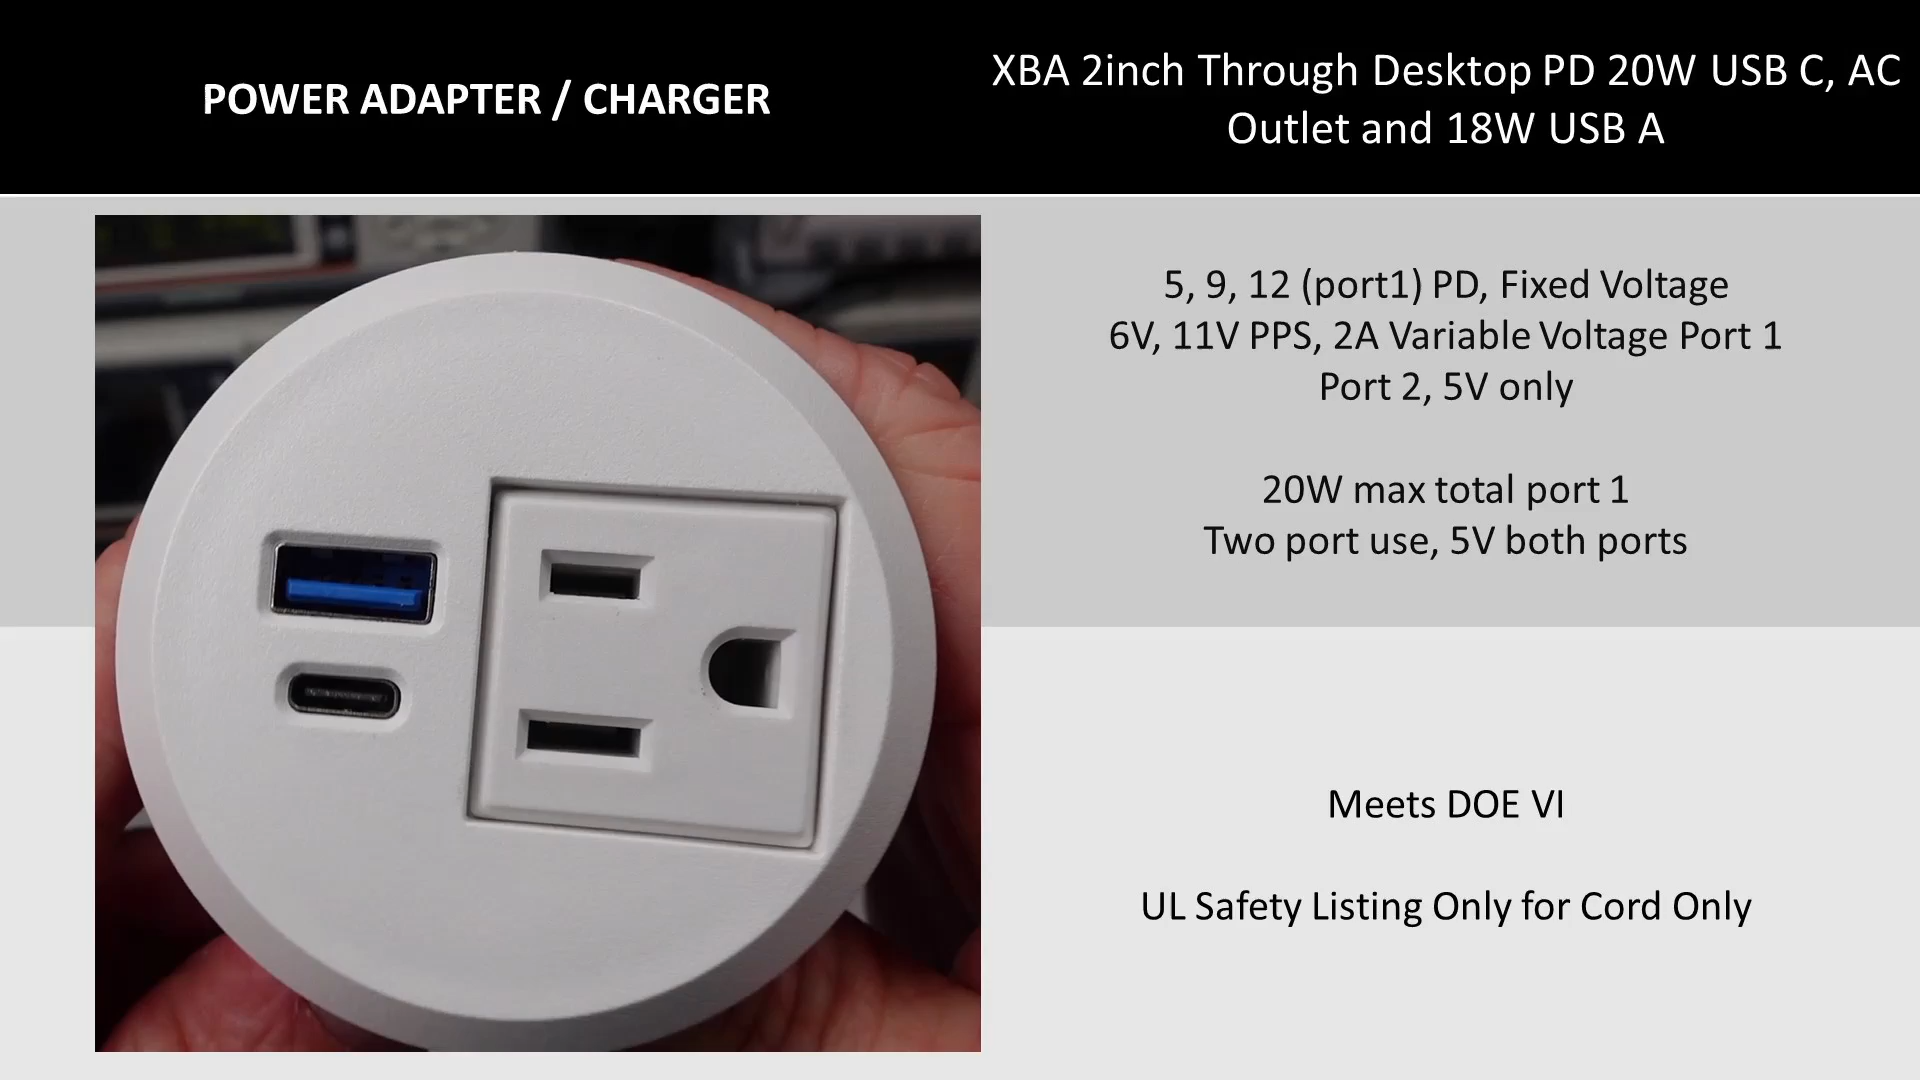 POWER ADAPTER / CHARGER
XBA 2inch Through Desktop PD 20W USB C, AC
Outlet and 18W USB A
5, 9, 12 (port1) PD, Fixed Voltage
6V, 11V PPS, 2A Variable Voltage Port 1
Port 2, 5V only
20W max total port 1
Two port use, 5V both ports
Meets DOE VI
UL Safety Listing Only for Cord Only